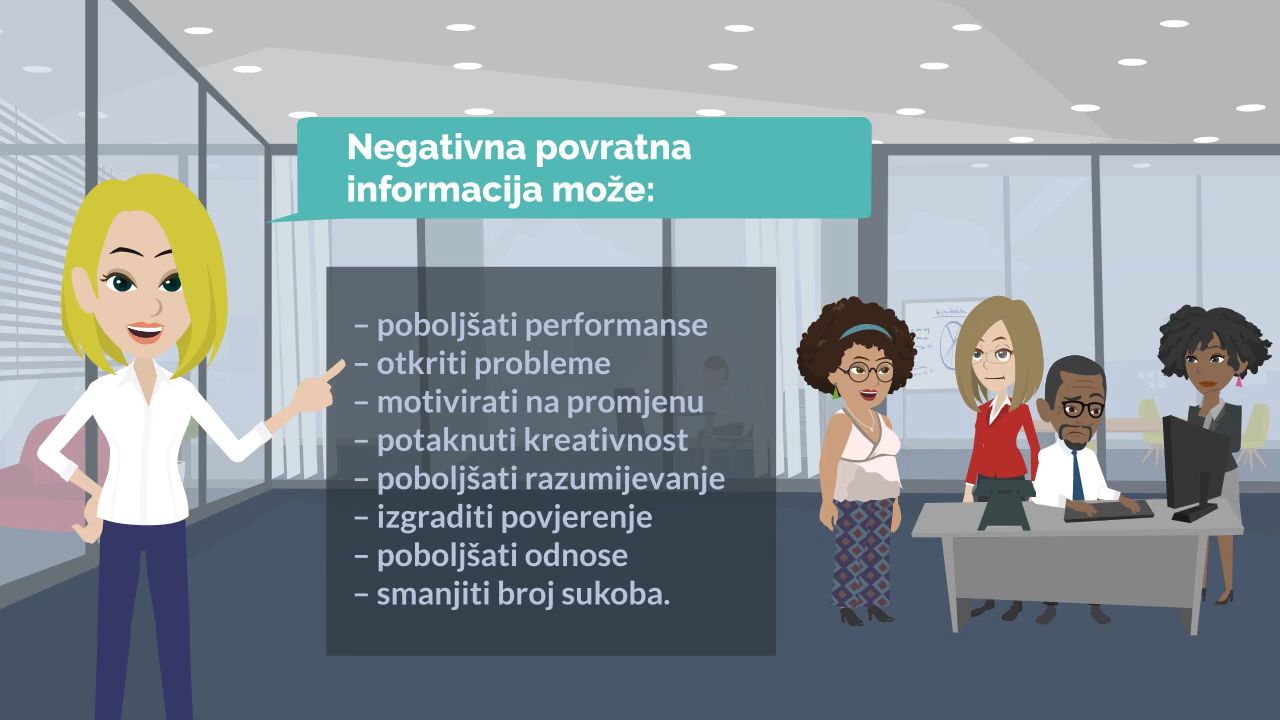 Negativna povratna
informacija može:
– poboljšati performanse
– otkriti probleme
– motivirati na promjenu
– potaknuti kreativnost
– poboljšati razumijevanje
– izgraditi povjerenje
– poboljšati odnose
– smanjiti broj sukoba.